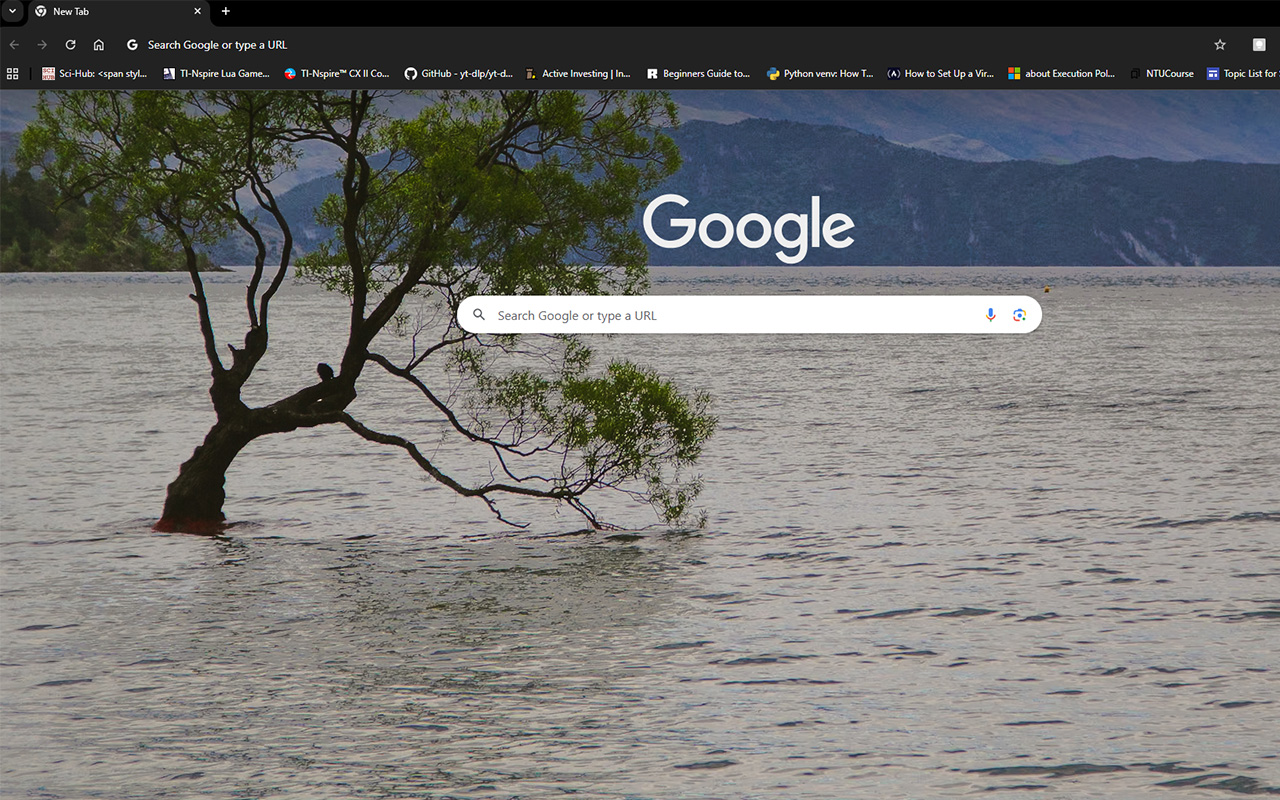 New Tab
Search Google or type a URL
Sci-Hub: <span styl... TI-Nspire Lua Game... TI-Nspire™ CX II Co... GitHub - yt-dlp/yt-d... Active Investing | In... Beginners Guide to... Python venv: How T... How to Set Up a Vir... about Execution Pol... NTUCourse Topic List for
Google
Search Google or type a URL